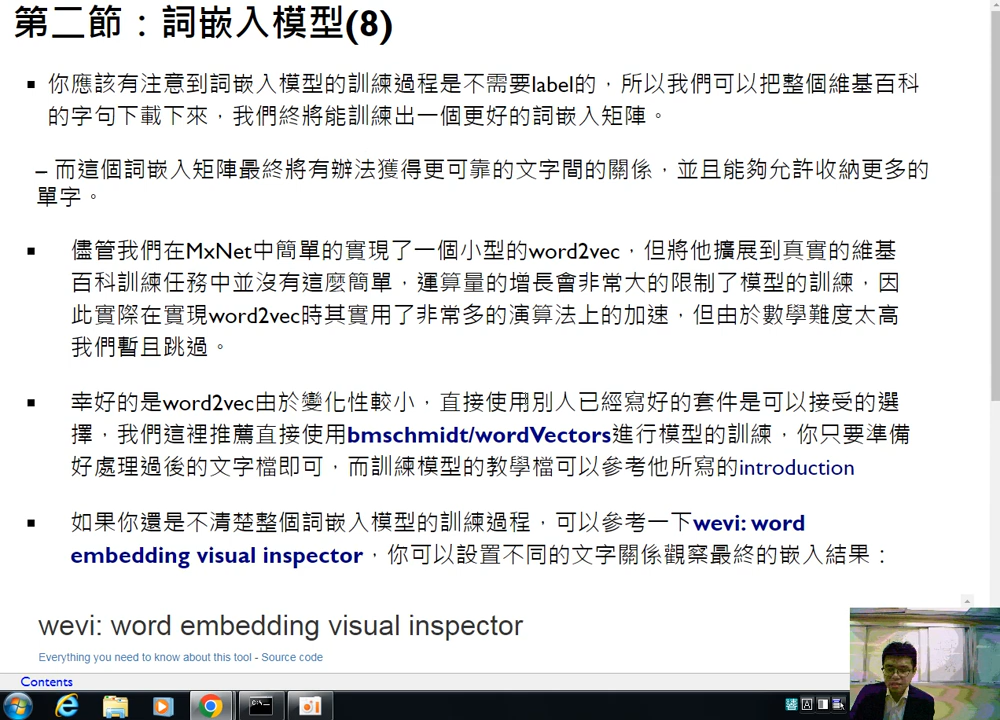 第二節：詞嵌入模型(8)
▪ 你應該有注意到詞嵌入模型的訓練過程是不需要label的，所以我們可以把整個維基百科
的字句下載下來，我們終將能訓練出一個更好的詞嵌入矩陣。
– 而這個詞嵌入矩陣最終將有辦法獲得更可靠的文字間的關係，並且能夠允許收納更多的
單字。
▪ 儘管我們在MxNet中簡單的實現了一個小型的word2vec，但將他擴展到真實的維基
百科訓練任務中並沒有這麼簡單，運算量的增長會非常大的限制了模型的訓練，因
此實際在實現word2vec時其實用了非常多的演算法上的加速，但由於數學難度太高
我們暫且跳過。
▪ 幸好的是word2vec由於變化性較小，直接使用別人已經寫好的套件是可以接受的選
擇，我們這裡推薦直接使用bmschmidt/wordVectors進行模型的訓練，你只要準備
好處理過後的文字檔即可，而訓練模型的教學檔可以參考他所寫的introduction
▪ 如果你還是不清楚整個詞嵌入模型的訓練過程，可以參考一下wevi: word
embedding visual inspector，你可以設置不同的文字關係觀察最終的嵌入結果：
wevi: word embedding visual inspector
Everything you need to know about this tool - Source code
Contents